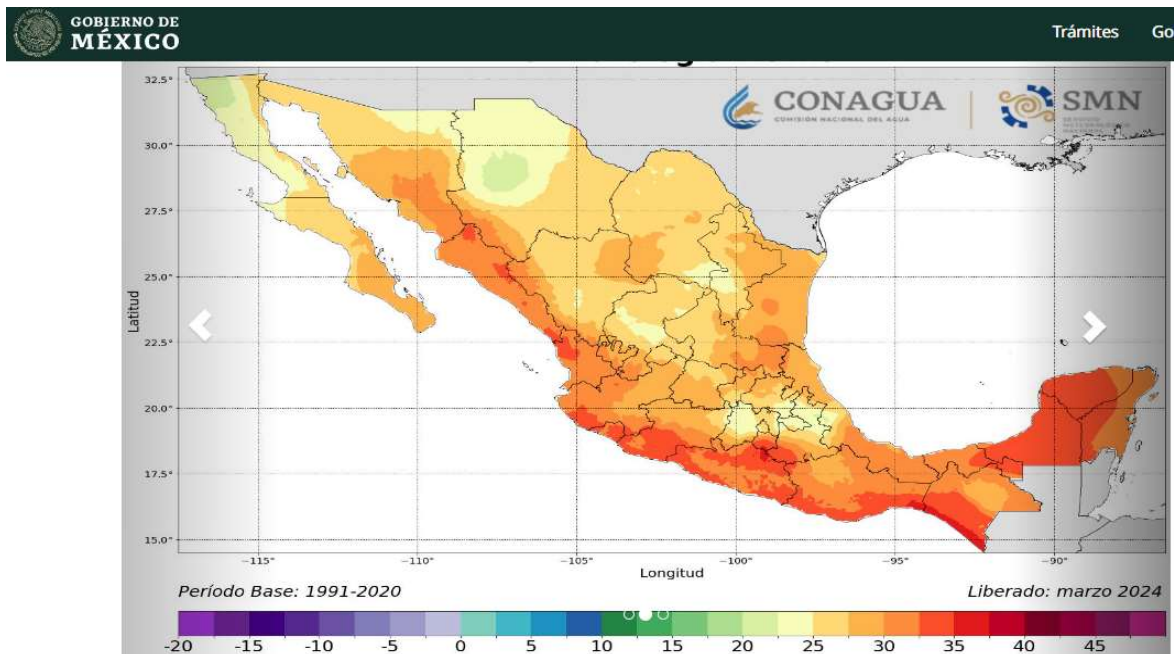 GOBIERNO DE
MÉXICO
Trámites
Go
CONAGUA
COMISIÓN NACIONAL DEL AGUA
SMN
32.5°
30.0°
27.5°
25.0°
22.5°
20.0°
17.5°
15.0°
Latitud
−115° −110° −105° −100° −95° −90°
Longitud
Período Base: 1991-2020
Liberado: marzo 2024
-20 -15 -10 -5 0 5 10 15 20 25 30 35 40 45